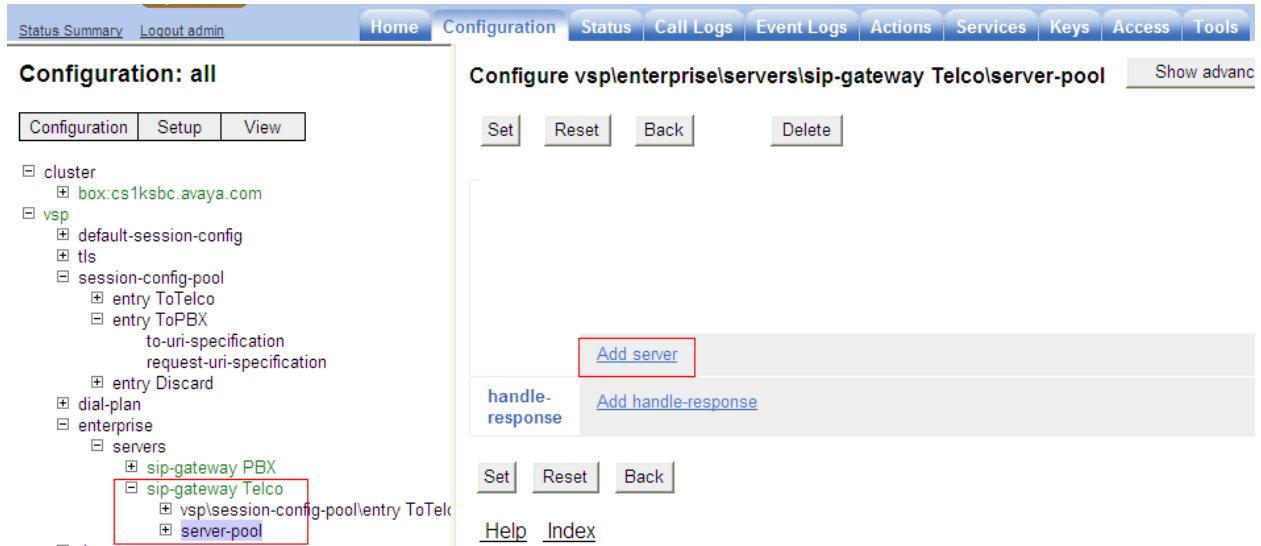 Status Summary Logout admin
Home Configuration Status Call Logs Event Logs Actions Services Keys Access Tools
Configuration: all
Configuration Setup View
cluster
box:cs1ksbc.avaya.com
vsp
default-session-config
tls
session-config-pool
entry ToTelco
entry ToPBX
to-uri-specification
request-uri-specification
entry Discard
dial-plan
enterprise
servers
sip-gateway PBX
sip-gateway Telco
vsp\session-config-pool\entry ToTelc
server-pool
Configure vsp\enterprise\servers\sip-gateway Telco\server-pool Show advanc
Set Reset Back Delete
Add server
handle-response Add handle-response
Set Reset Back
Help Index